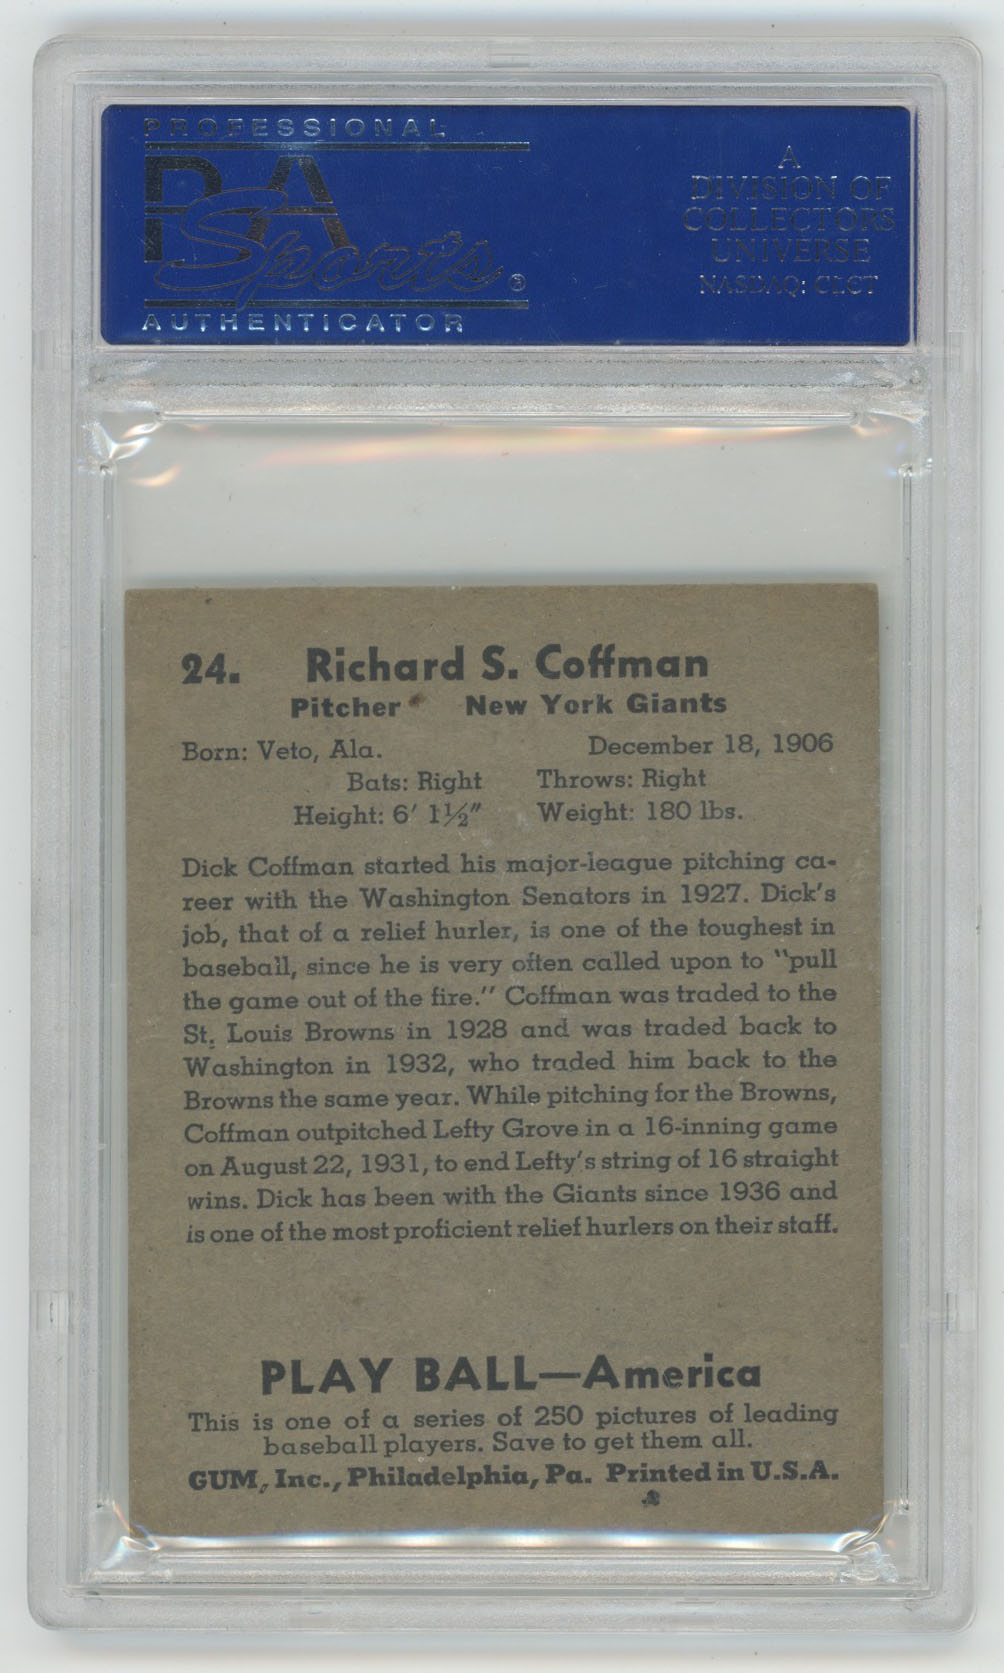 PROFESSIONAL
PSA
Sports®
AUTHENTICATOR
A
DIVISION OF
COLLECTORS
UNIVERSE
NASDAQ: CLCT
24. Richard S. Coffman
Pitcher New York Giants
Born: Veto, Ala. December 18, 1906
Bats: Right Throws: Right
Height: 6′ 1½″ Weight: 180 lbs.
Dick Coffman started his major-league pitching ca-
reer with the Washington Senators in 1927. Dick's
job, that of a relief hurler, is one of the toughest in
baseball, since he is very often called upon to "pull
the game out of the fire." Coffman was traded to the
St. Louis Browns in 1928 and was traded back to
Washington in 1932, who traded him back to the
Browns the same year. While pitching for the Browns,
Coffman outpitched Lefty Grove in a 16-inning game
on August 22, 1931, to end Lefty's string of 16 straight
wins. Dick has been with the Giants since 1936 and
is one of the most proficient relief hurlers on their staff.
PLAY BALL—America
This is one of a series of 250 pictures of leading
baseball players. Save to get them all.
GUM, Inc., Philadelphia, Pa. Printed in U.S.A.